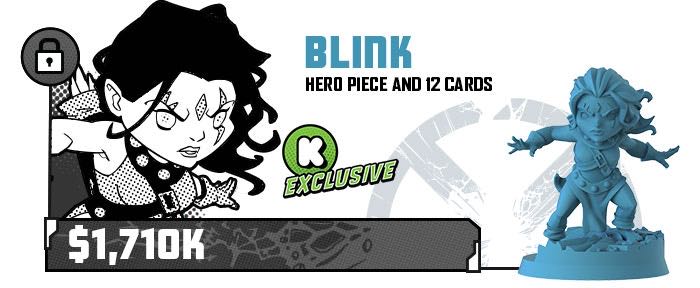 BLINK
HERO PIECE AND 12 CARDS
K
EXCLUSIVE
$1,710K